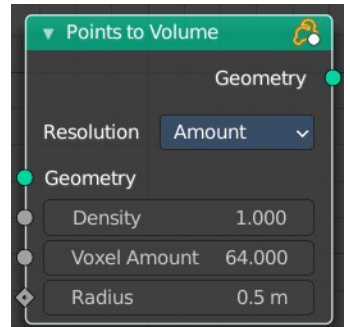 Points to Volume
Geometry
Resolution Amount
Geometry
Density 1.000
Voxel Amount 64.000
Radius 0.5 m